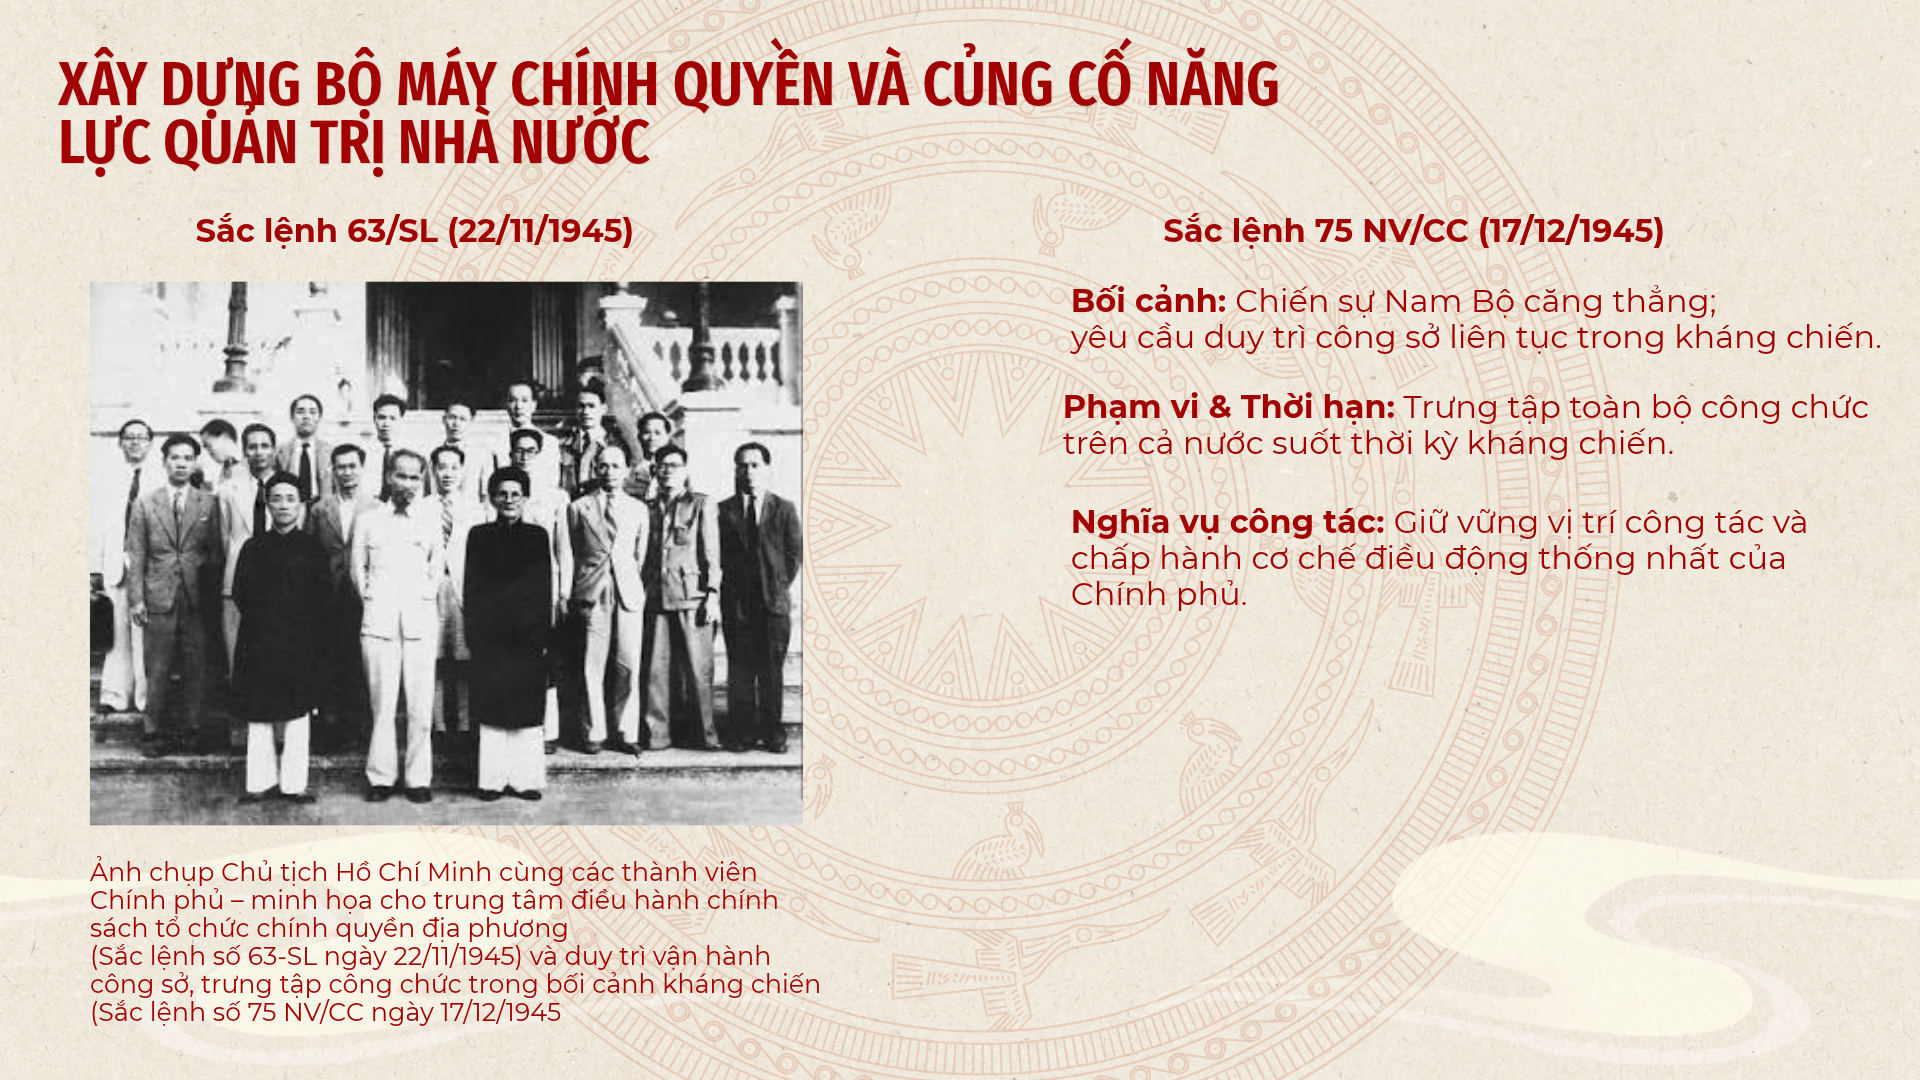 XÂY DỰNG BỘ MÁY CHÍNH QUYỀN VÀ CỦNG CỐ NĂNG
LỰC QUẢN TRỊ NHÀ NƯỚC
Sắc lệnh 63/SL (22/11/1945)
Ảnh chụp Chủ tịch Hồ Chí Minh cùng các thành viên
Chính phủ – minh họa cho trung tâm điều hành chính
sách tổ chức chính quyền địa phương
(Sắc lệnh số 63-SL ngày 22/11/1945) và duy trì vận hành
công sở, trưng tập công chức trong bối cảnh kháng chiến
(Sắc lệnh số 75 NV/CC ngày 17/12/1945
Sắc lệnh 75 NV/CC (17/12/1945)
Bối cảnh: Chiến sự Nam Bộ căng thẳng;
yêu cầu duy trì công sở liên tục trong kháng chiến.
Phạm vi & Thời hạn: Trưng tập toàn bộ công chức
trên cả nước suốt thời kỳ kháng chiến.
Nghĩa vụ công tác: Giữ vững vị trí công tác và
chấp hành cơ chế điều động thống nhất của
Chính phủ.